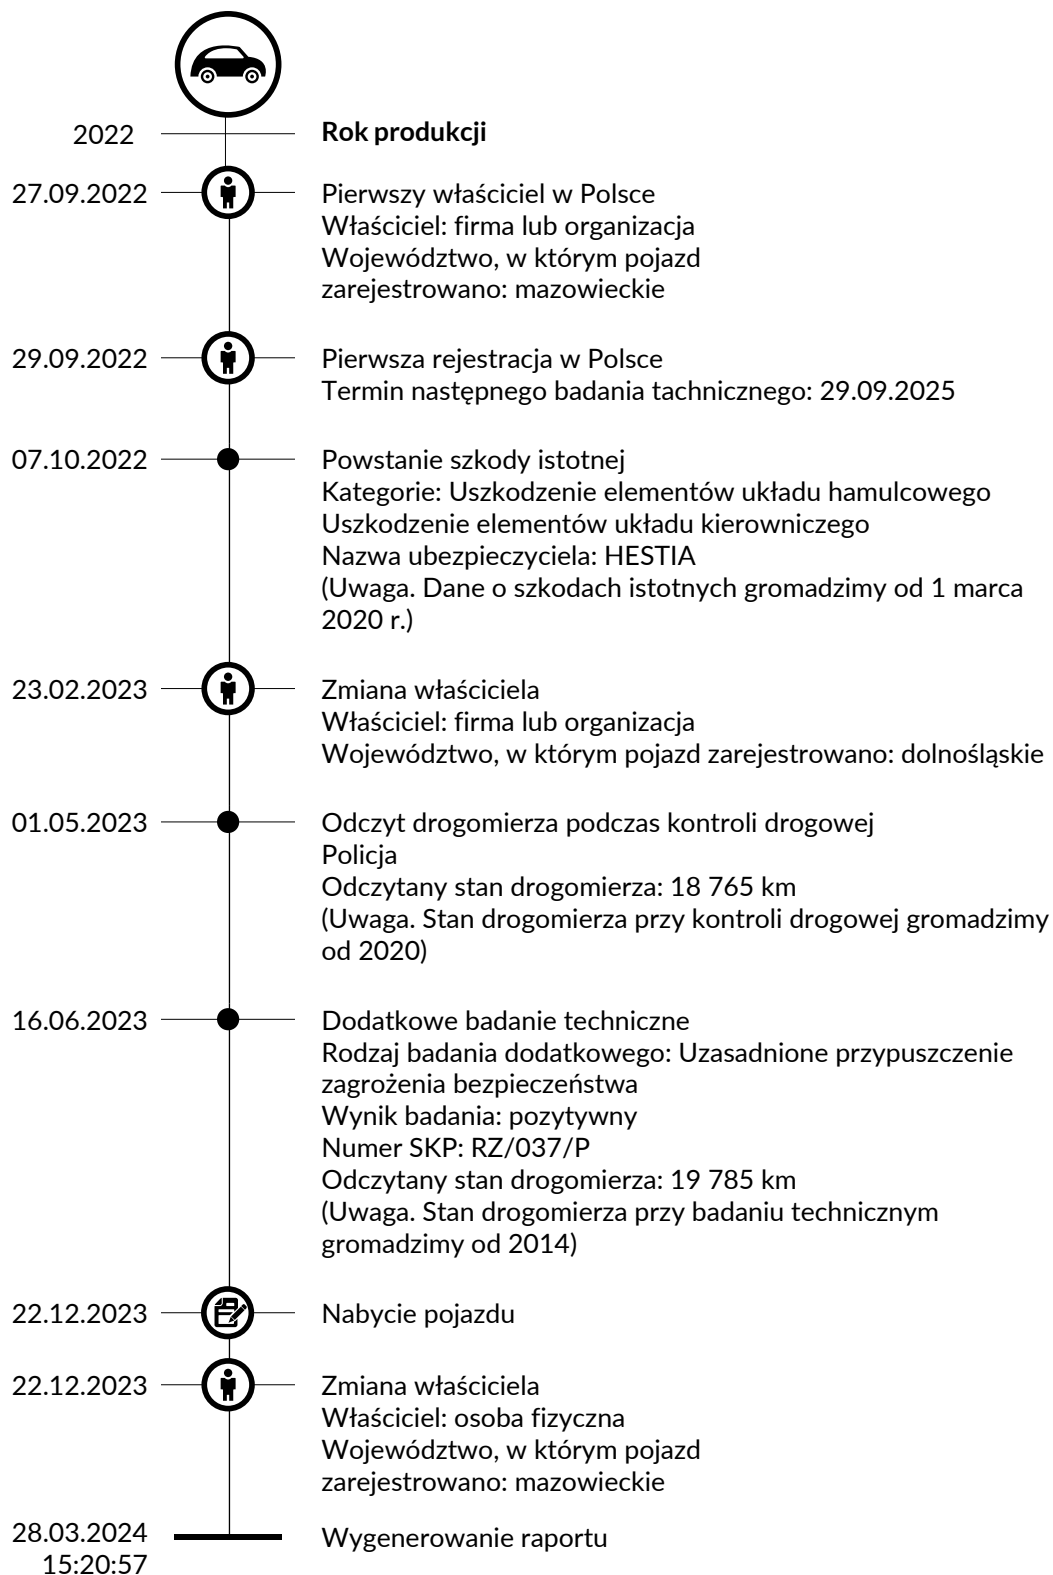 2022
Rok produkcji
27.09.2022
Pierwszy właściciel w Polsce
Właściciel: firma lub organizacja
Województwo, w którym pojazd
zarejestrowano: mazowieckie
29.09.2022
Pierwsza rejestracja w Polsce
Termin następnego badania tachnicznego: 29.09.2025
07.10.2022
Powstanie szkody istotnej
Kategorie: Uszkodzenie elementów układu hamulcowego
Uszkodzenie elementów układu kierowniczego
Nazwa ubezpieczyciela: HESTIA
(Uwaga. Dane o szkodach istotnych gromadzimy od 1 marca
2020 r.)
23.02.2023
Zmiana właściciela
Właściciel: firma lub organizacja
Województwo, w którym pojazd zarejestrowano: dolnośląskie
01.05.2023
Odczyt drogomierza podczas kontroli drogowej
Policja
Odczytany stan drogomierza: 18 765 km
(Uwaga. Stan drogomierza przy kontroli drogowej gromadzimy
od 2020)
16.06.2023
Dodatkowe badanie techniczne
Rodzaj badania dodatkowego: Uzasadnione przypuszczenie
zagrożenia bezpieczeństwa
Wynik badania: pozytywny
Numer SKP: RZ/037/P
Odczytany stan drogomierza: 19 785 km
(Uwaga. Stan drogomierza przy badaniu technicznym
gromadzimy od 2014)
22.12.2023
Nabycie pojazdu
22.12.2023
Zmiana właściciela
Właściciel: osoba fizyczna
Województwo, w którym pojazd
zarejestrowano: mazowieckie
28.03.2024
15:20:57
Wygenerowanie raportu